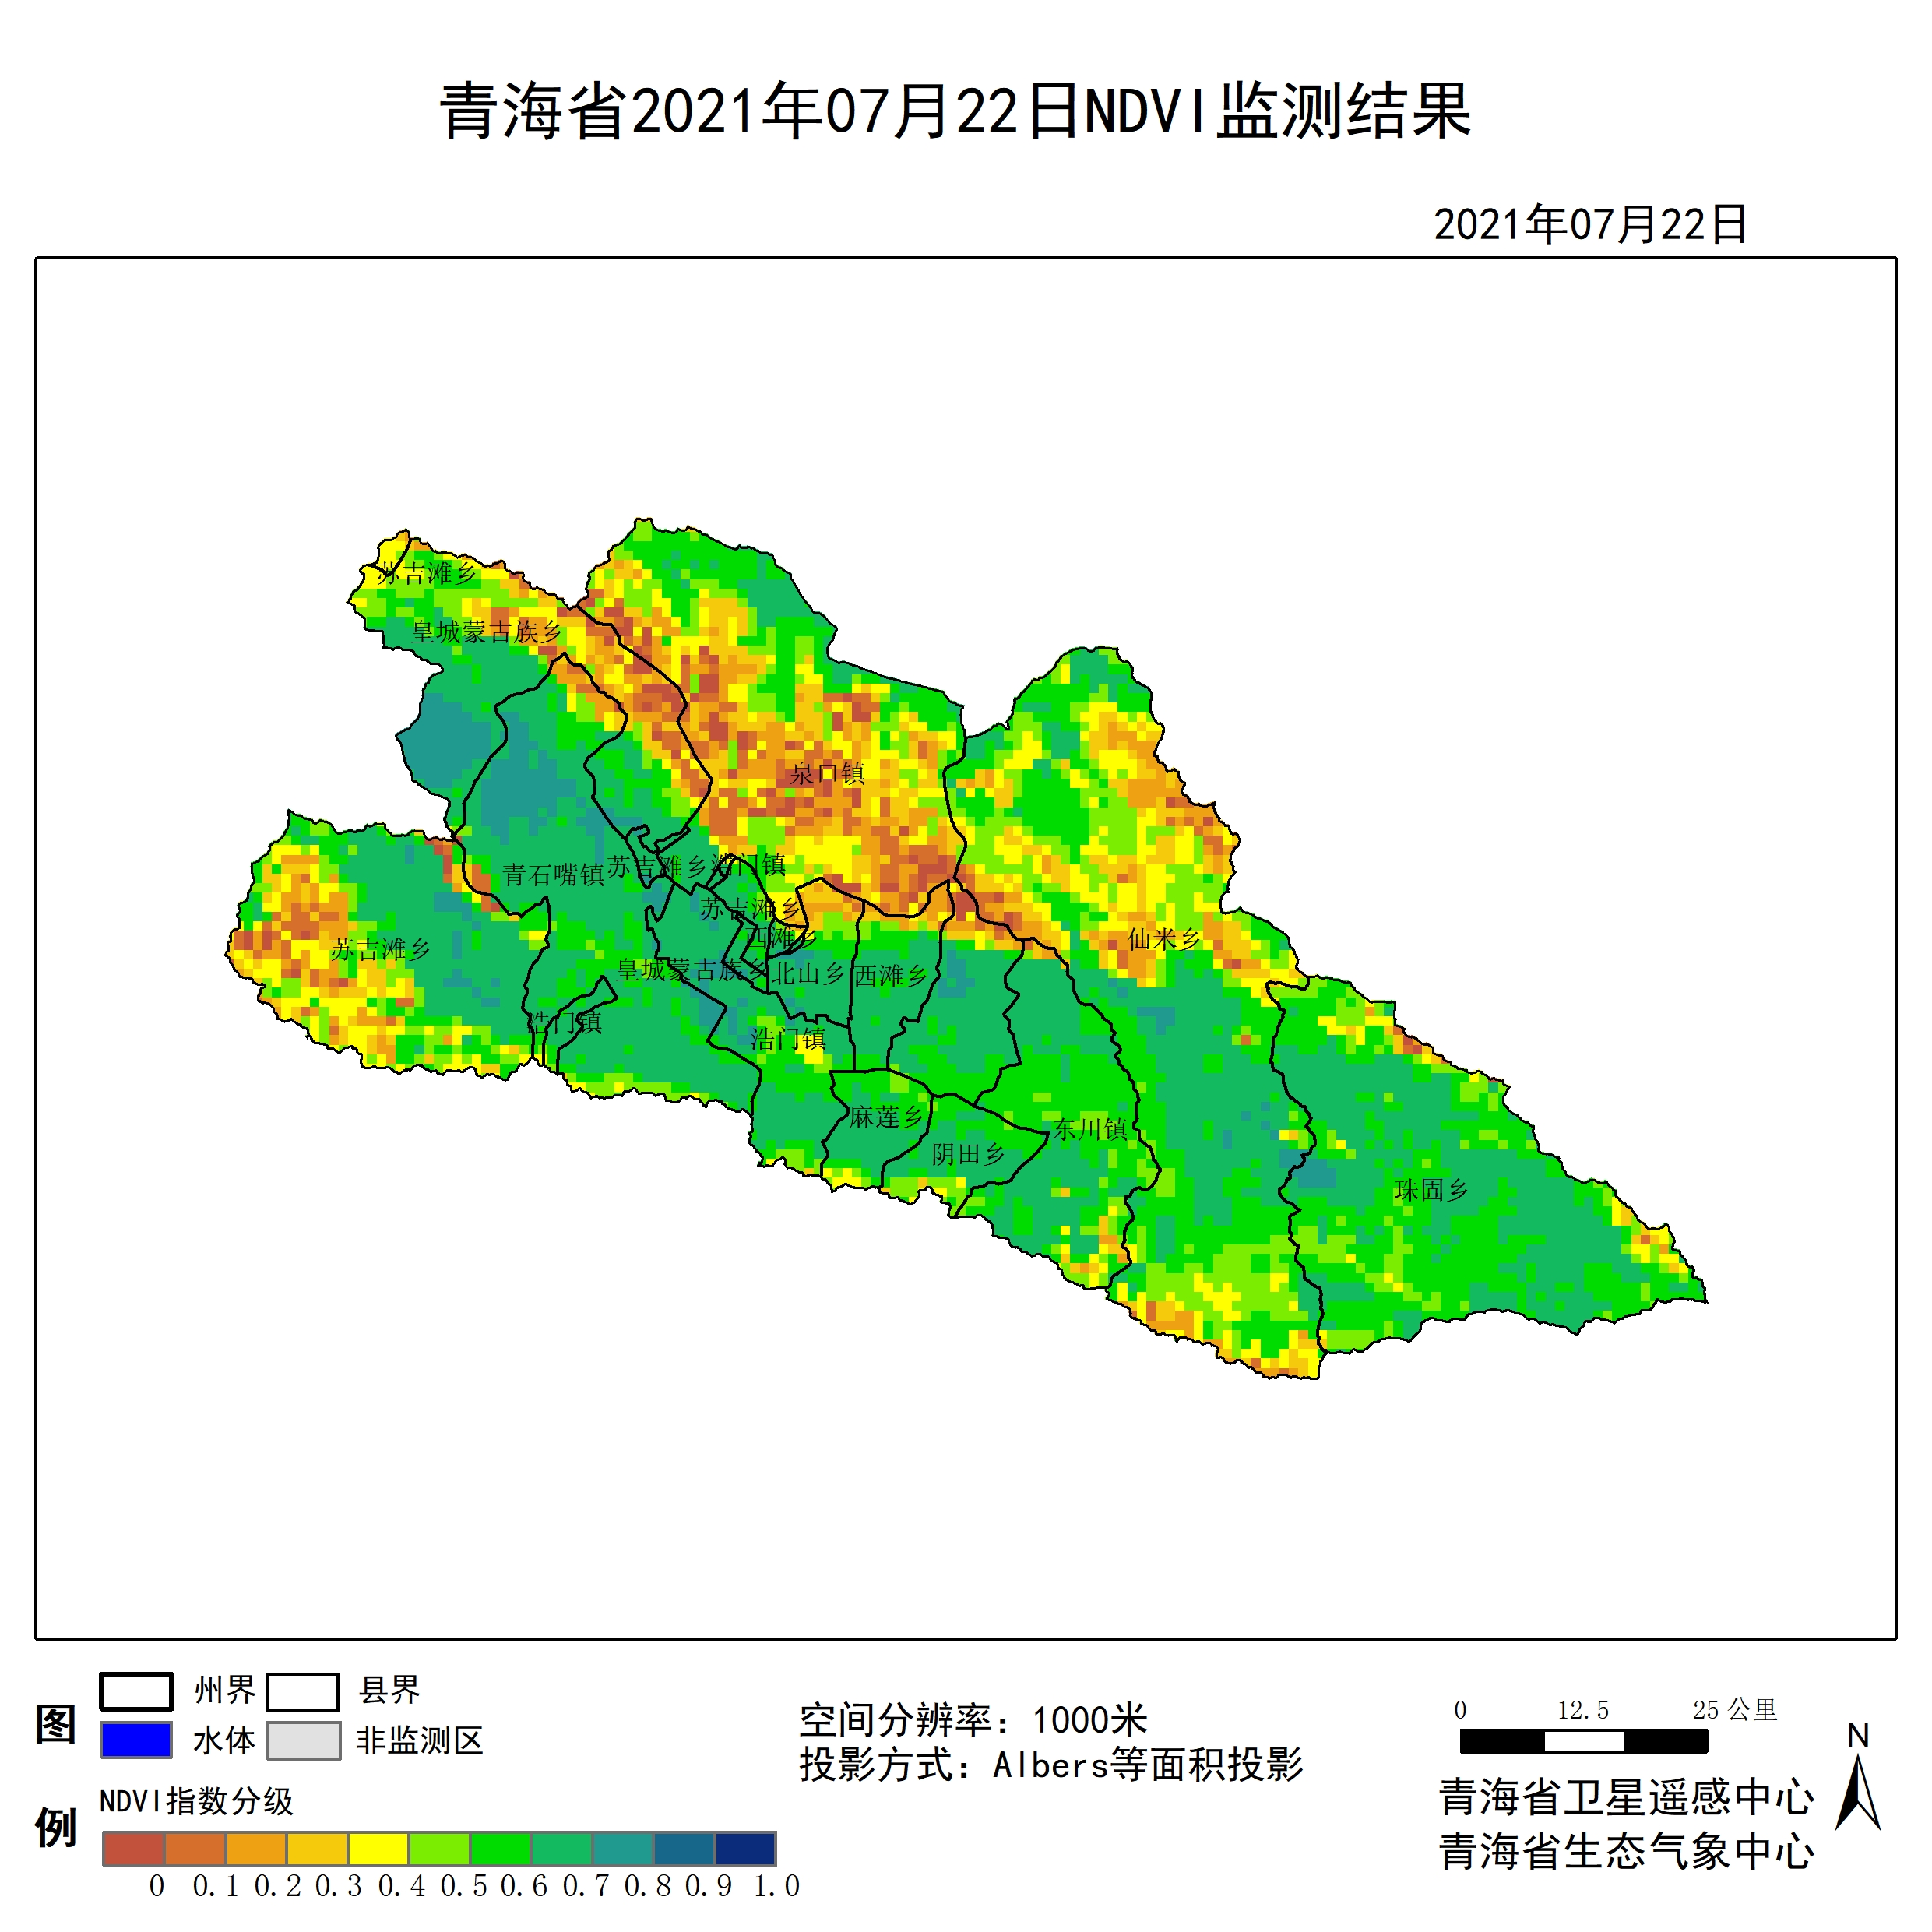 青海省2021年07月22日NDVI监测结果
2021年07月22日
苏吉滩乡
皇城蒙古族乡
泉口镇
青石嘴镇
苏吉滩乡
浩门镇
苏吉滩乡
西滩乡
仙米乡
苏吉滩乡
皇城蒙古族乡
北山乡
西滩乡
浩门镇
浩门镇
麻莲乡
阴田乡
东川镇
珠固乡
图例
州界
县界
水体
非监测区
NDVI指数分级
0 0.1 0.2 0.3 0.4 0.5 0.6 0.7 0.8 0.9 1.0
空间分辨率：1000米
投影方式：Albers等面积投影
0 12.5 25 公里
N
青海省卫星遥感中心
青海省生态气象中心